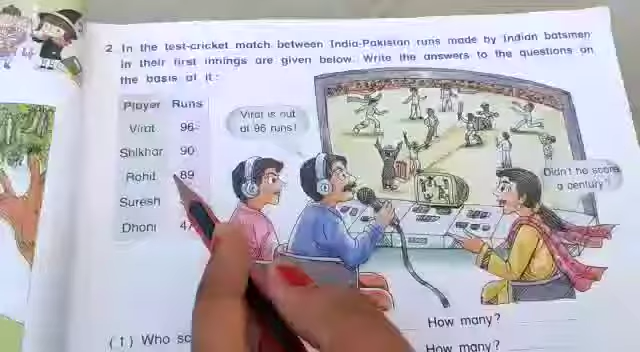 2 In the test-cricket match between India-Pakistan runs made by Indian batsmen
in their first innings are given below. Write the answers to the questions on
the basis of it :
Player Runs
Virat 96
Shikhar 90
Rohit 89
Suresh
Dhoni
Virat is out
at 96 runs!
Didn't he score
a century?
(1) Who
How many?
How many?